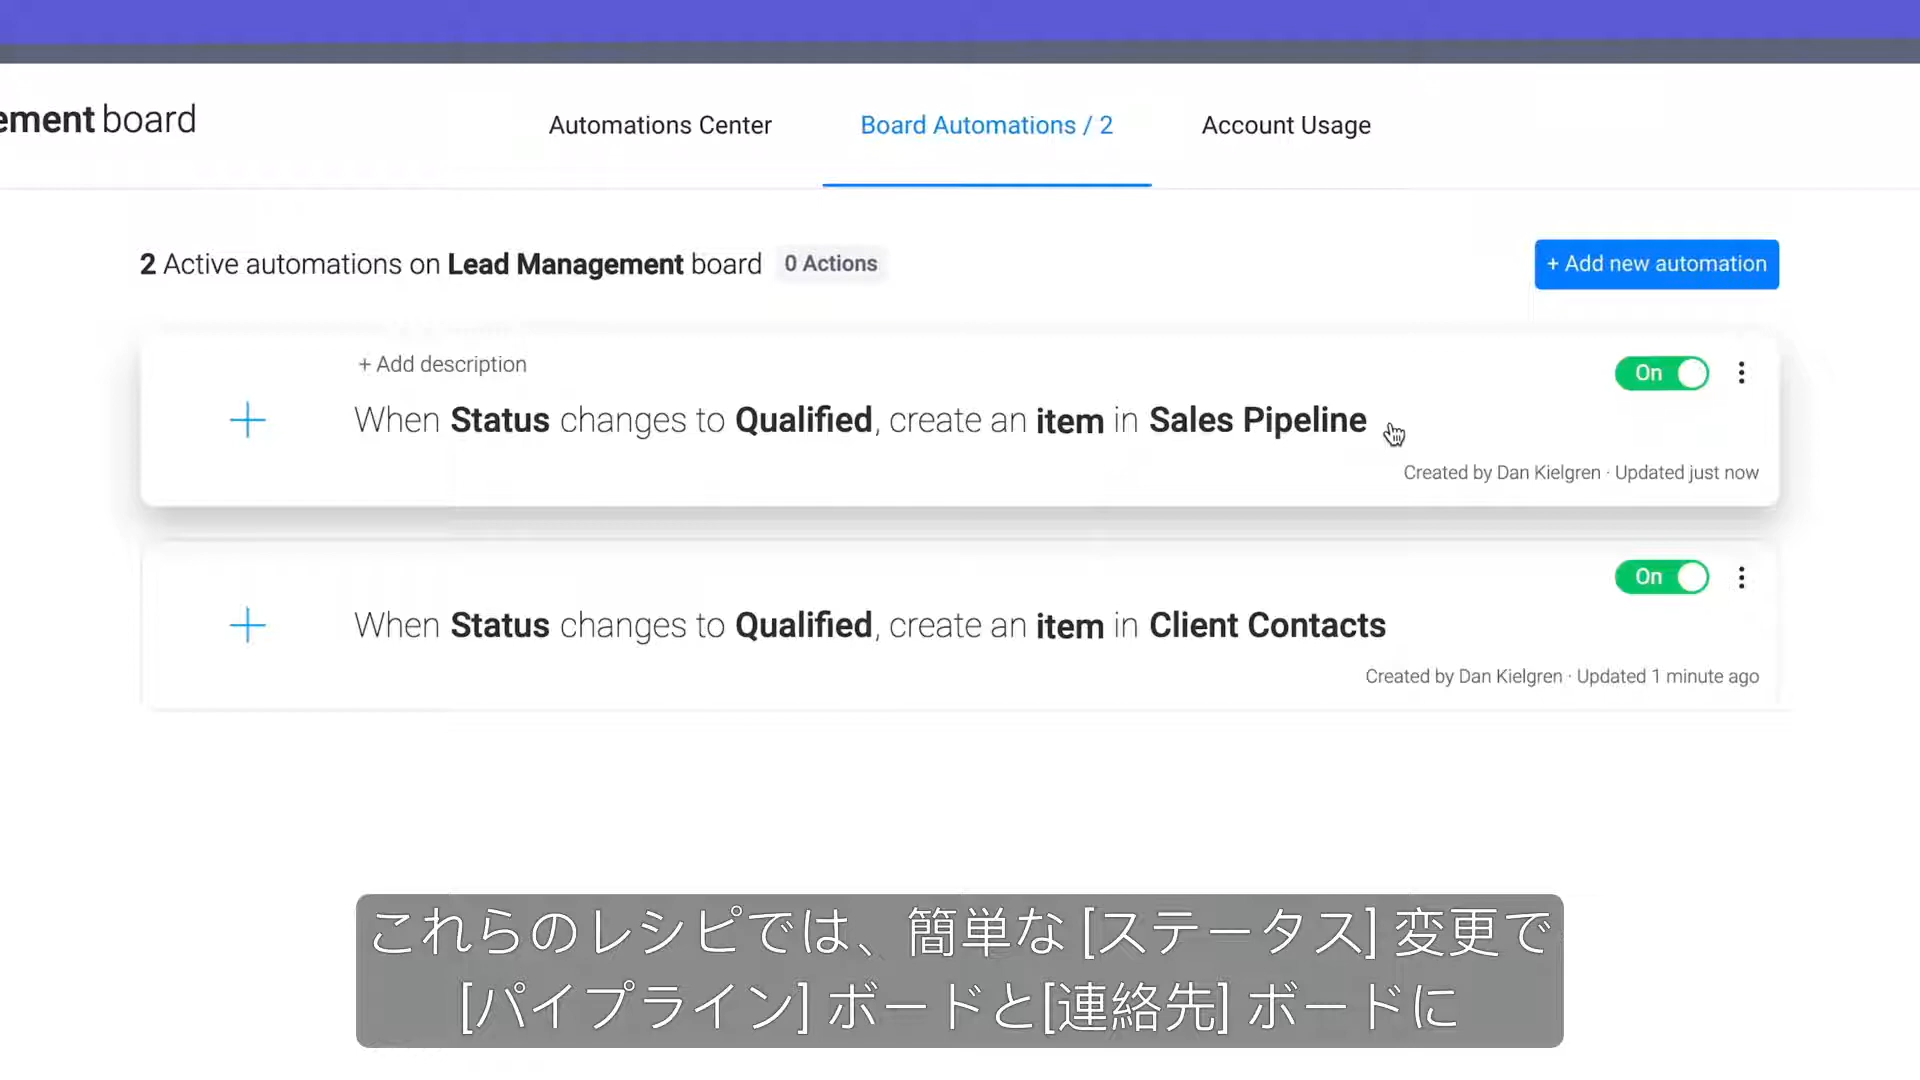 ement board
Automations Center
Board Automations / 2
Account Usage
2 Active automations on Lead Management board
0 Actions
+ Add new automation
+ Add description
On
When Status changes to Qualified, create an item in Sales Pipeline
Created by Dan Kielgren · Updated just now
On
When Status changes to Qualified, create an item in Client Contacts
Created by Dan Kielgren · Updated 1 minute ago
これらのレシピでは、簡単な [ステータス] 変更で
[パイプライン] ボードと[連絡先] ボードに